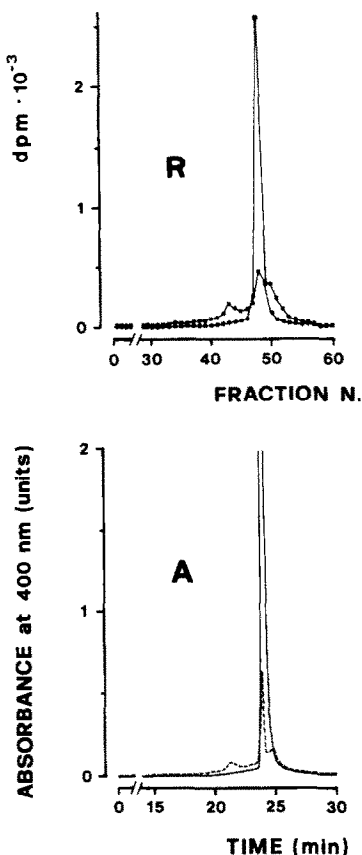 dpm · 10⁻³
2
1
0
R
0 30 40 50 60
FRACTION N.
ABSORBANCE at 400 nm (units)
2
1
0
A
0 15 20 25 30
TIME (min)